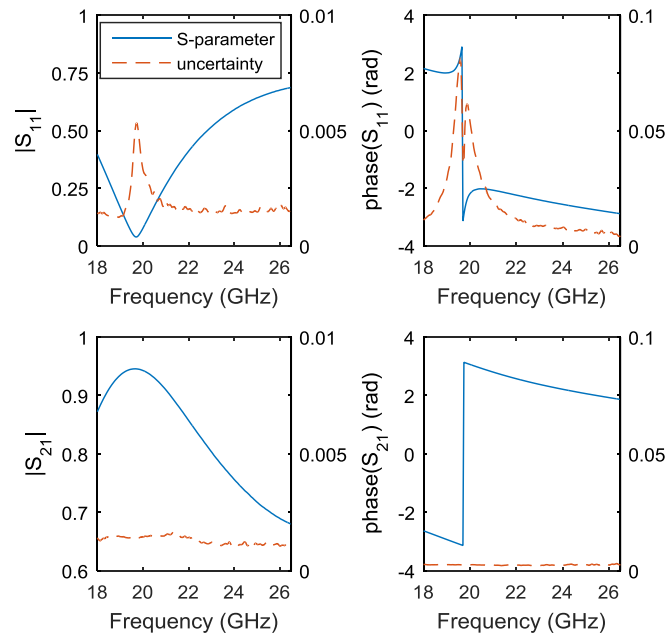 1 0.01 4 0.1
S-parameter
uncertainty
0.75 2
|S11| 0.50 0.005 phase(S11) (rad) 0 0.05
0.25 -2
0 0 -4 0
18 20 22 24 26 18 20 22 24 26
Frequency (GHz) Frequency (GHz)
1 0.01 4 0.1
0.9 2
|S21| 0.8 0.005 phase(S21) (rad) 0 0.05
0.7 -2
0.6 0 -4 0
18 20 22 24 26 18 20 22 24 26
Frequency (GHz) Frequency (GHz)